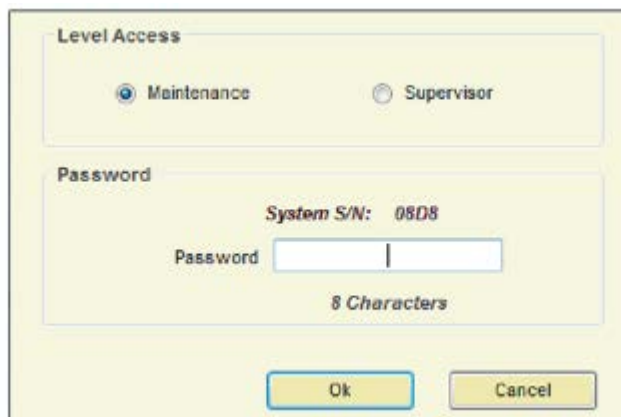 Level Access
Maintenance Supervisor
Password
System S/N: 08D8
Password
8 Characters
Ok Cancel